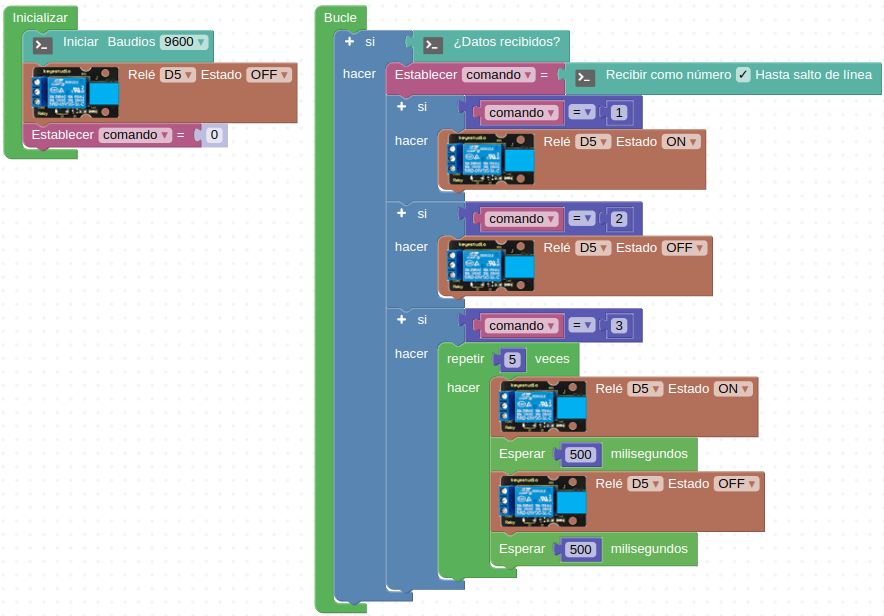 Inicializar
Iniciar Baudios 9600
Relé D5 Estado OFF
Establecer comando = 0
Bucle
si ¿Datos recibidos?
hacer Establecer comando = Recibir como número Hasta salto de línea
si comando = 1
hacer Relé D5 Estado ON
si comando = 2
hacer Relé D5 Estado OFF
si comando = 3
hacer repetir 5 veces
hacer Relé D5 Estado ON
Esperar 500 milisegundos
Relé D5 Estado OFF
Esperar 500 milisegundos